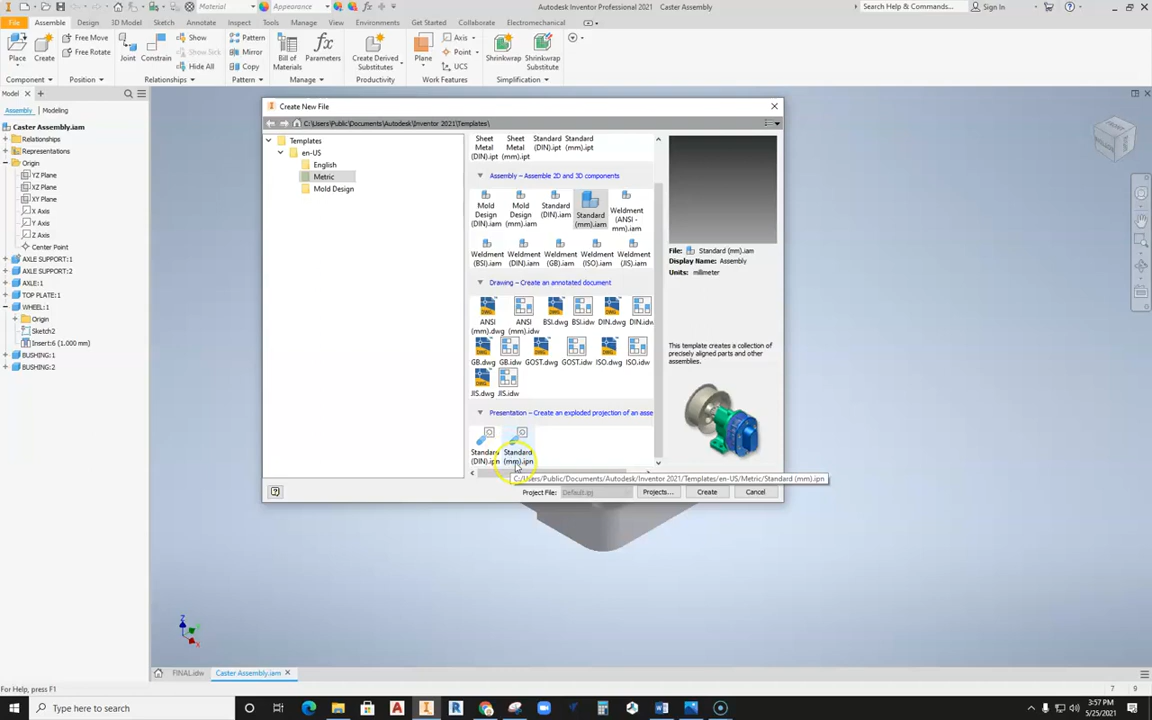 Material
Appearance
Autodesk Inventor Professional 2021 Caster Assembly
Search Help & Commands...
Sign In
File Assembly Design 3D Model Sketch Annotate Inspect Tools Manage View Environments Get Started Collaborate Electromechanical
Place
Create
Free Move
Free Rotate
Joint
Constrain
Show
Show Sick
Hide All
Pattern
Mirror
Copy
Bill of
Materials
Parameters
Create Derived
Substitutes
Plane
Axis
Point
UCS
Shrinkwrap
Shrinkwrap
Substitute
Component
Position
Relationships
Pattern
Manage
Productivity
Work Features
Simplification
Model
Assembly Modeling
Caster Assembly.iam
Relationships
Representations
Origin
YZ Plane
XZ Plane
XY Plane
X Axis
Y Axis
Z Axis
Center Point
AXLE SUPPORT:1
AXLE SUPPORT:2
AXLE:1
TOP PLATE:1
WHEEL:1
Origin
Sketch2
Insert:6 (1.000 mm)
BUSHING:1
BUSHING:2
Create New File
C:\Users\Public\Documents\Autodesk\Inventor 2021\Templates\
Templates
en-US
English
Metric
Mold Design
Sheet Metal (DIN).ipt
Sheet Metal (mm).ipt
Standard (DIN).ipt
Standard (mm).ipt
Assembly – Assemble 2D and 3D components
Mold Design (DIN).iam
Mold Design (mm).iam
Standard (DIN).iam
Standard (mm).iam
Weldment (ANSI - mm).iam
Weldment (BSI).iam
Weldment (DIN).iam
Weldment (GB).iam
Weldment (ISO).iam
Weldment (JIS).iam
Drawing – Create an annotated document
ANSI (mm).dwg
ANSI (mm).idw
BSI.dwg
BSI.idw
DIN.dwg
DIN.idw
GB.dwg
GB.idw
GOST.dwg
GOST.idw
ISO.dwg
ISO.idw
JIS.dwg
JIS.idw
Presentation – Create an exploded projection of an asse
Standard (DIN).ipn
Standard (mm).ipn
C:/Users/Public/Documents/Autodesk/Inventor 2021/Templates/en-US/Metric/Standard (mm).ipn
File: Standard (mm).iam
Display Name: Assembly
Units: millimeter
This template creates a collection of
precisely aligned parts and other
assemblies.
Project File: Default.ipj
Projects...
Create
Cancel
Z
X
FINAL.idw
Caster Assembly.iam
For Help, press F1
7
9
Type here to search
3:57 PM
5/25/2021